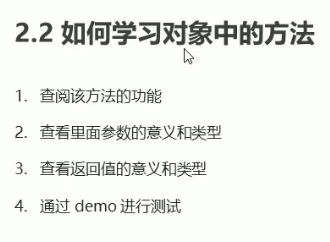 2.2 如何学习对象中的方法
1. 查阅该方法的功能
2. 查看里面参数的意义和类型
3. 查看返回值的意义和类型
4. 通过 demo 进行测试